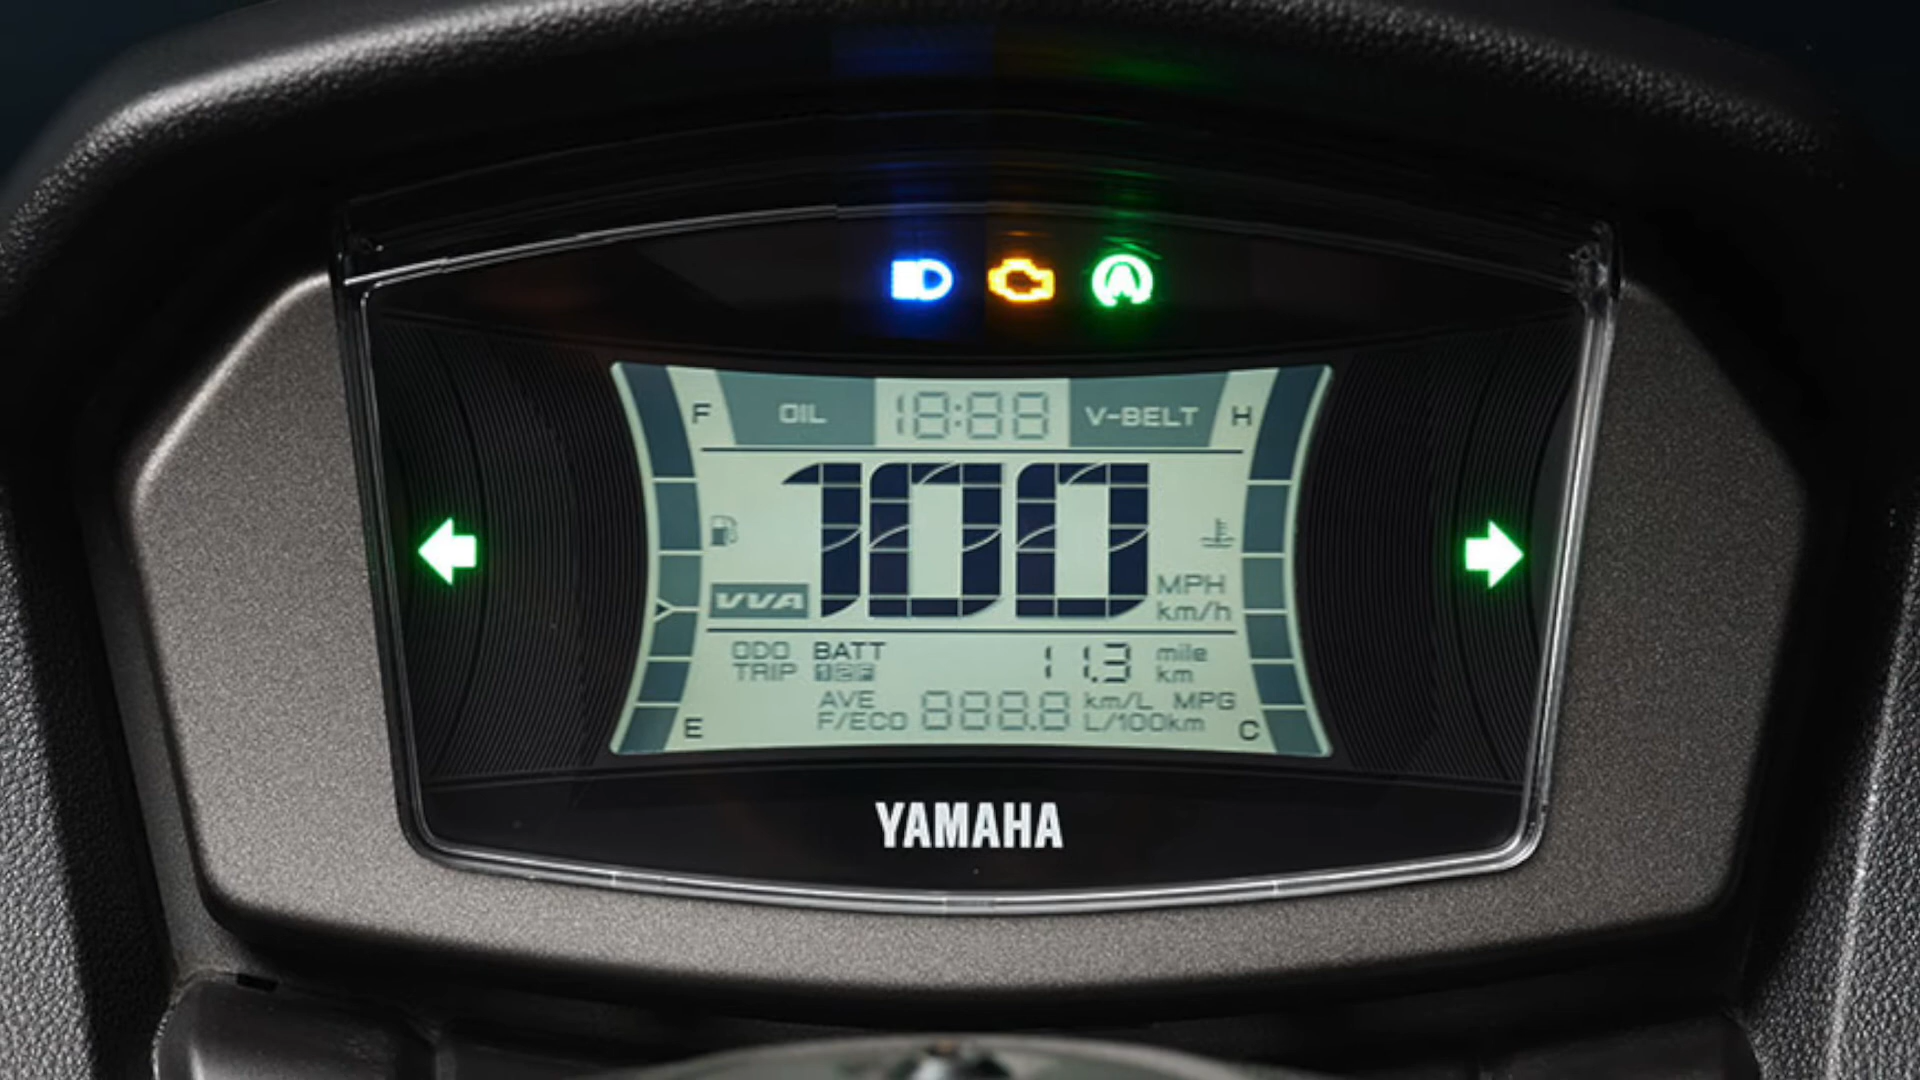 F OIL 18:88 V-BELT H
100
VVA MPH
km/h
ODO BATT 11.3 mile
TRIP 12F km
AVE 888.8 km/L MPG
F/ECO L/100km
E C
YAMAHA